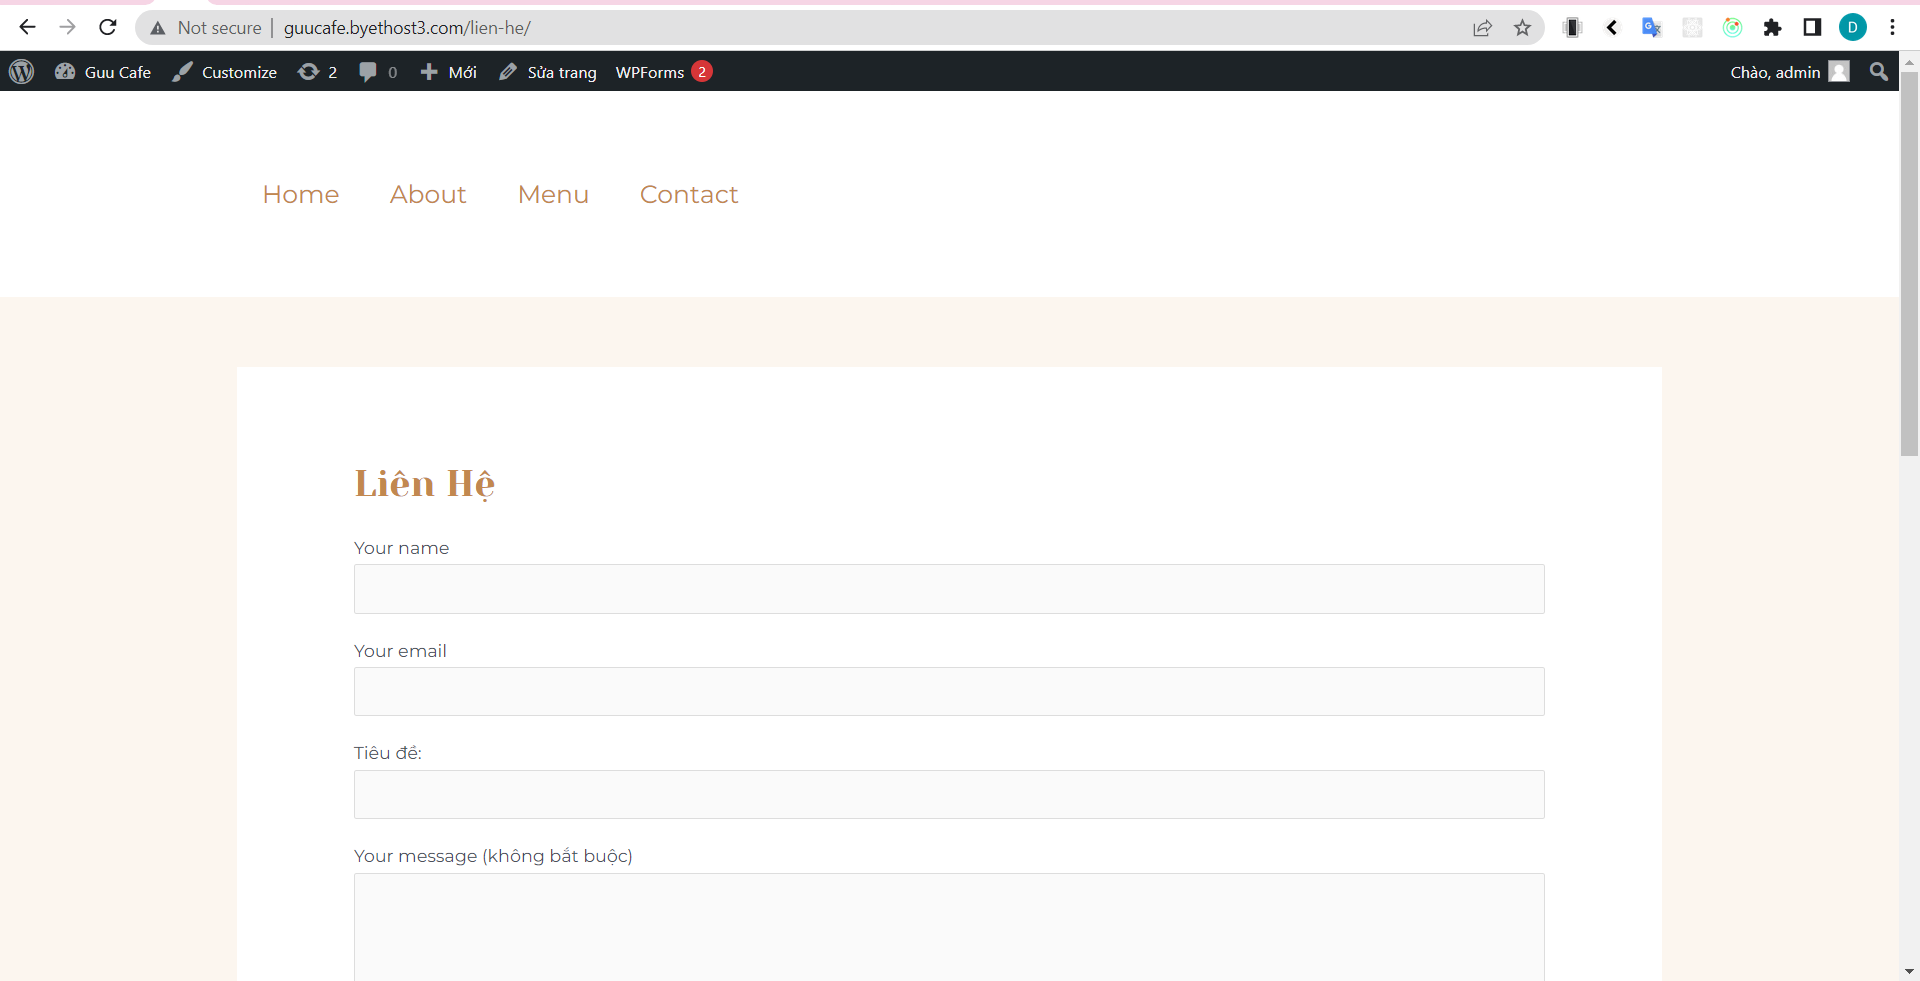 Not secure | guucafe.byethost3.com/lien-he/
D
Guu Cafe Customize 2 0 Mới Sửa trang WPForms 2 Chào, admin
Home About Menu Contact
Liên Hệ
Your name
Your email
Tiêu đề:
Your message (không bắt buộc)